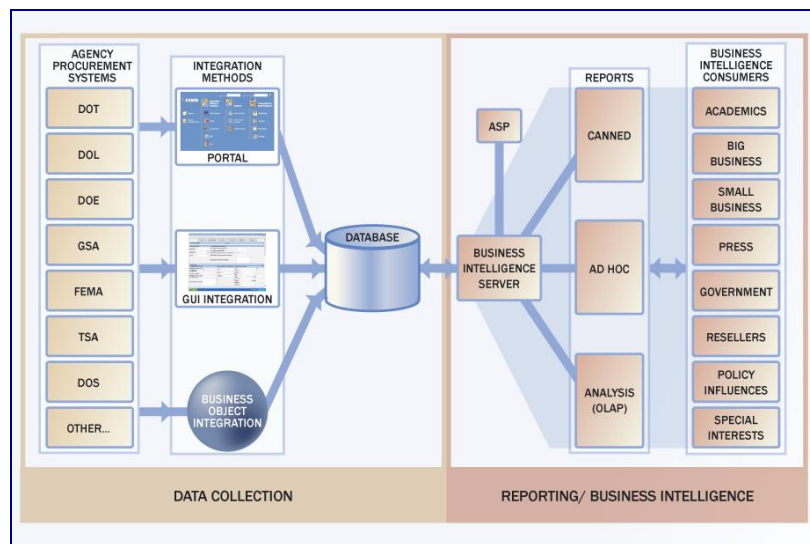 AGENCY
PROCUREMENT
SYSTEMS
DOT
DOL
DOE
GSA
FEMA
TSA
DOS
OTHER...
INTEGRATION
METHODS
PORTAL
GUI INTEGRATION
BUSINESS
OBJECT
INTEGRATION
DATABASE
ASP
BUSINESS
INTELLIGENCE
SERVER
REPORTS
CANNED
AD HOC
ANALYSIS
(OLAP)
BUSINESS
INTELLIGENCE
CONSUMERS
ACADEMICS
BIG
BUSINESS
SMALL
BUSINESS
PRESS
GOVERNMENT
RESELLERS
POLICY
INFLUENCES
SPECIAL
INTERESTS
DATA COLLECTION
REPORTING/ BUSINESS INTELLIGENCE